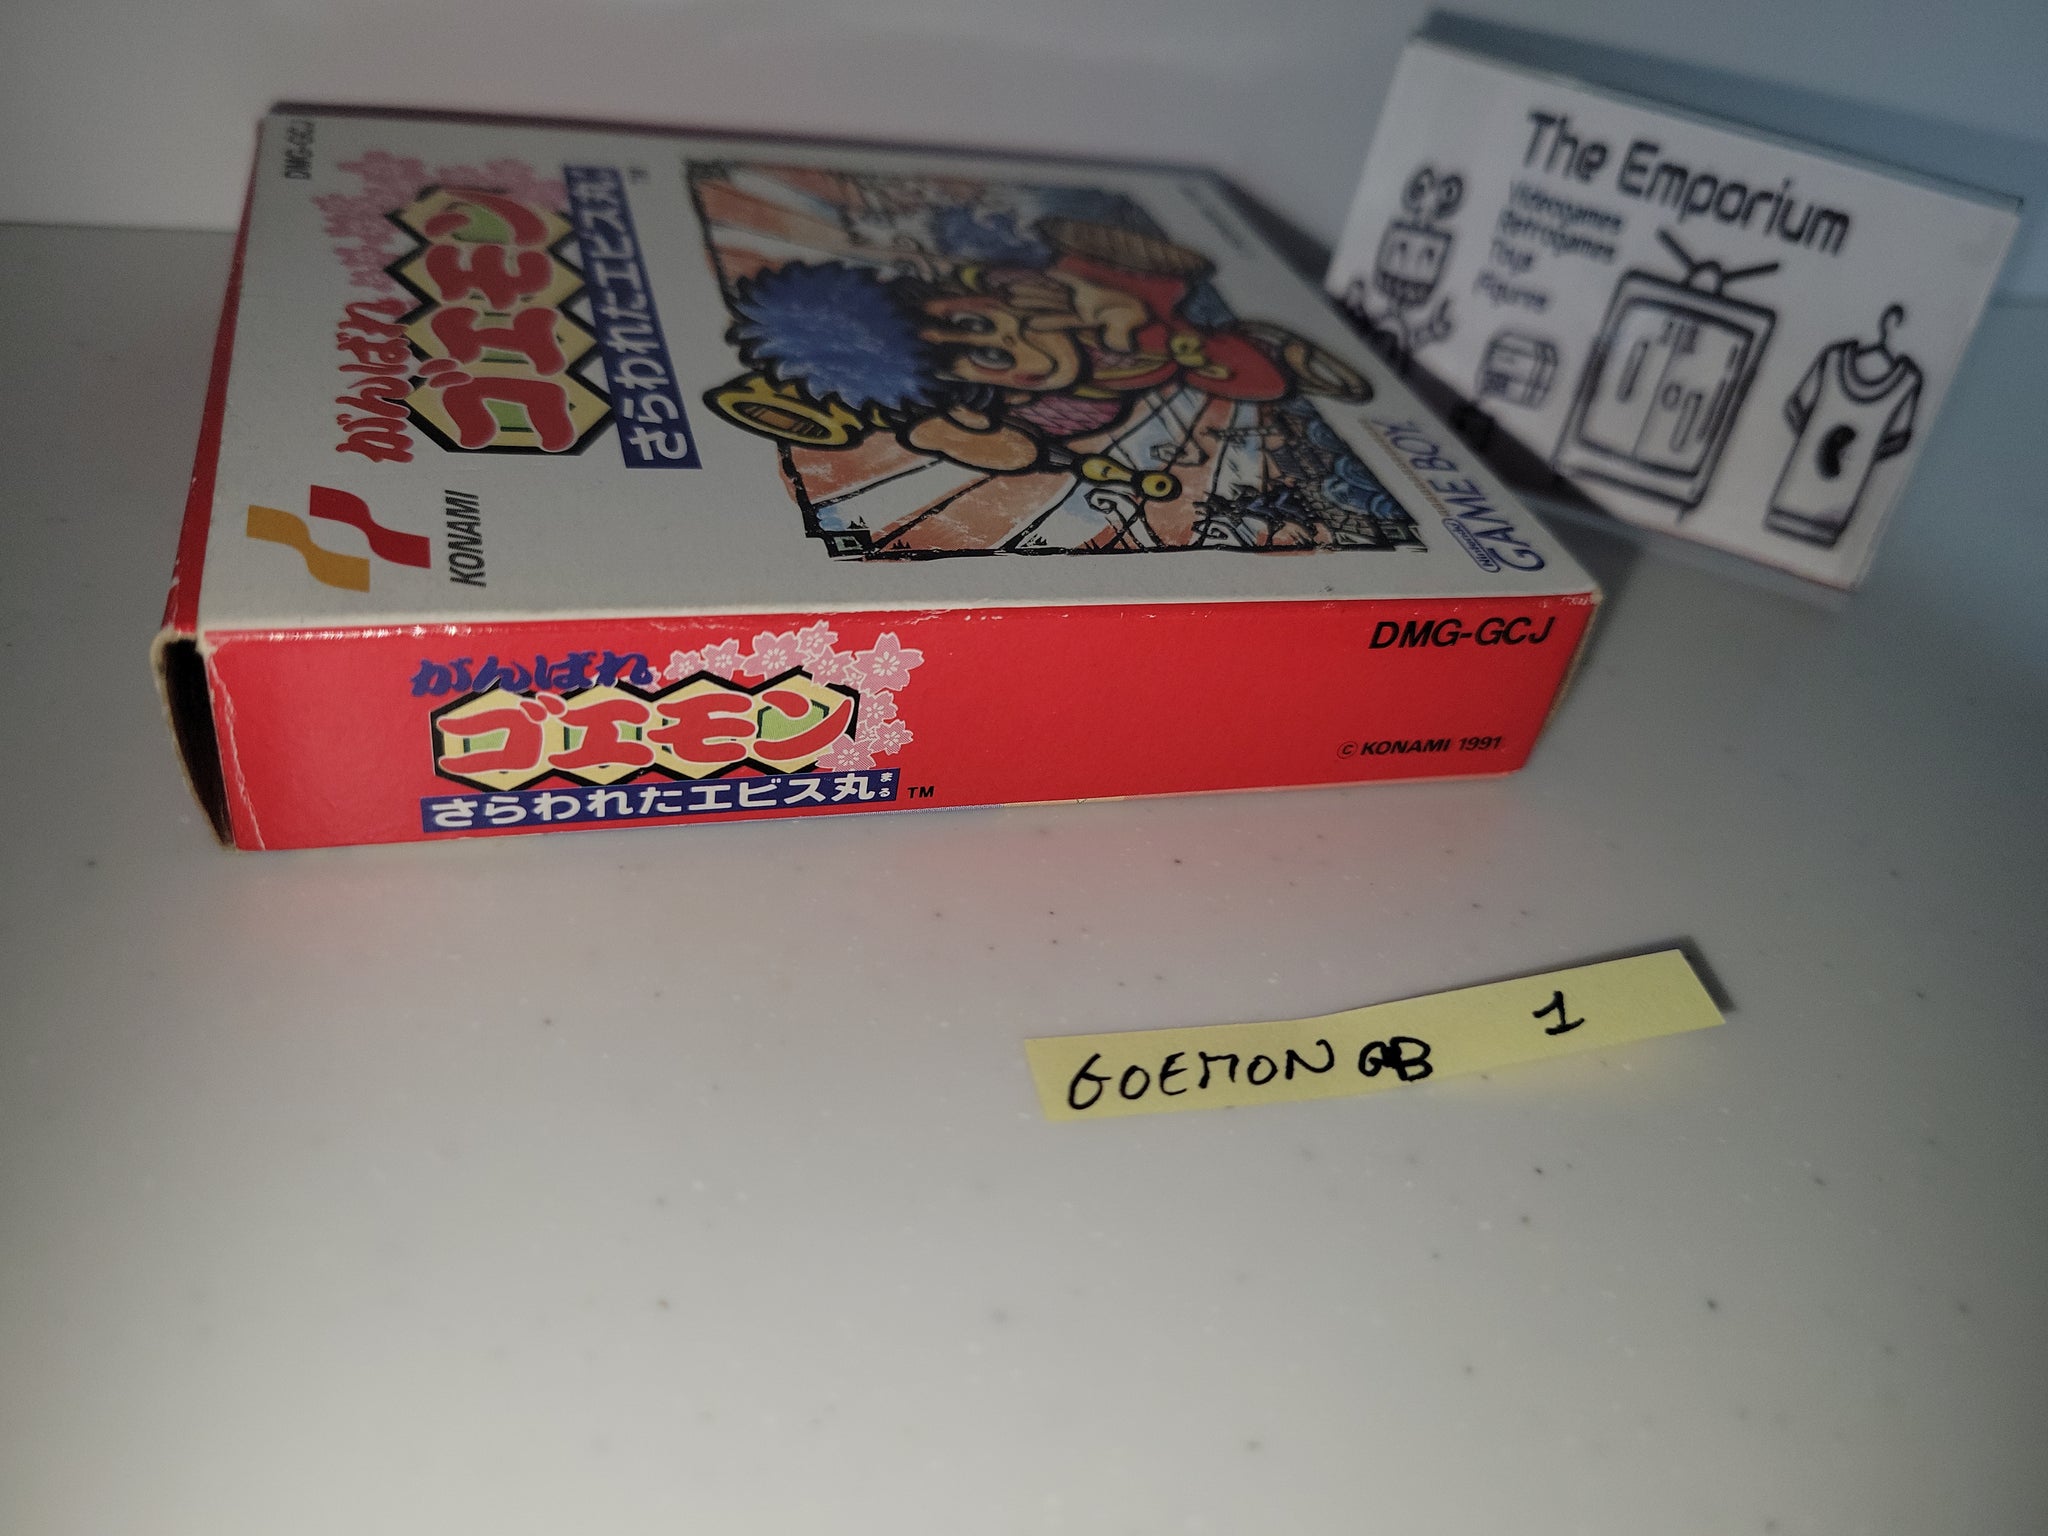 DMG-GCJ
がんばれ
ゴエモン
さらわれたエビス丸
KONAMI
Nintendo
GAME BOY
The Emporium
Videogames
Retrogames
Toys
Figures
がんばれ
ゴエモン
さらわれたエビス丸
まる
TM
DMG-GCJ
© KONAMI 1991
GOEMON GB 1